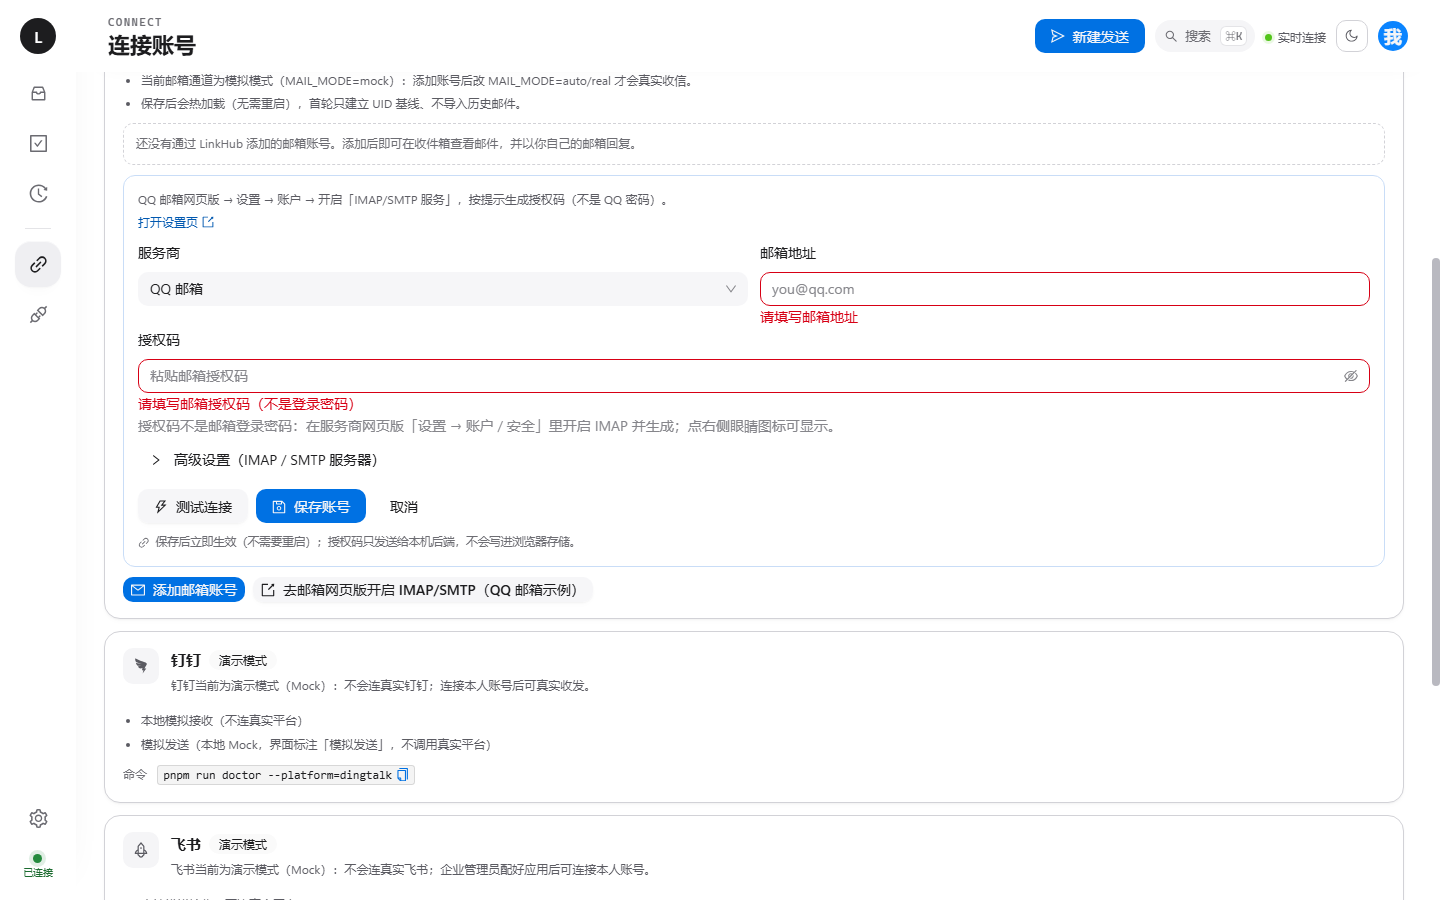 L
CONNECT
连接账号
新建发送
搜索
⌘K
实时连接
我
当前邮箱通道为模拟模式（MAIL_MODE=mock）：添加账号后改 MAIL_MODE=auto/real 才会真实收信。
保存后会热加载（无需重启），首轮只建立 UID 基线、不导入历史邮件。
还没有通过 LinkHub 添加的邮箱账号。添加后即可在收件箱查看邮件，并以你自己的邮箱回复。
QQ 邮箱网页版 → 设置 → 账户 → 开启「IMAP/SMTP 服务」，按提示生成授权码（不是 QQ 密码）。
打开设置页
服务商
邮箱地址
QQ 邮箱
you@qq.com
请填写邮箱地址
授权码
粘贴邮箱授权码
请填写邮箱授权码（不是登录密码）
授权码不是邮箱登录密码：在服务商网页版「设置 → 账户 / 安全」里开启 IMAP 并生成；点右侧眼睛图标可显示。
高级设置（IMAP / SMTP 服务器）
测试连接
保存账号
取消
保存后立即生效（不需要重启）；授权码只发送给本机后端，不会写进浏览器存储。
添加邮箱账号
去邮箱网页版开启 IMAP/SMTP（QQ 邮箱示例）
钉钉
演示模式
钉钉当前为演示模式（Mock）：不会连真实钉钉；连接本人账号后可真实收发。
本地模拟接收（不连真实平台）
模拟发送（本地 Mock，界面标注「模拟发送」，不调用真实平台）
命令
pnpm run doctor --platform=dingtalk
飞书
演示模式
飞书当前为演示模式（Mock）：不会连真实飞书；企业管理员配好应用后可连接本人账号。
已连接